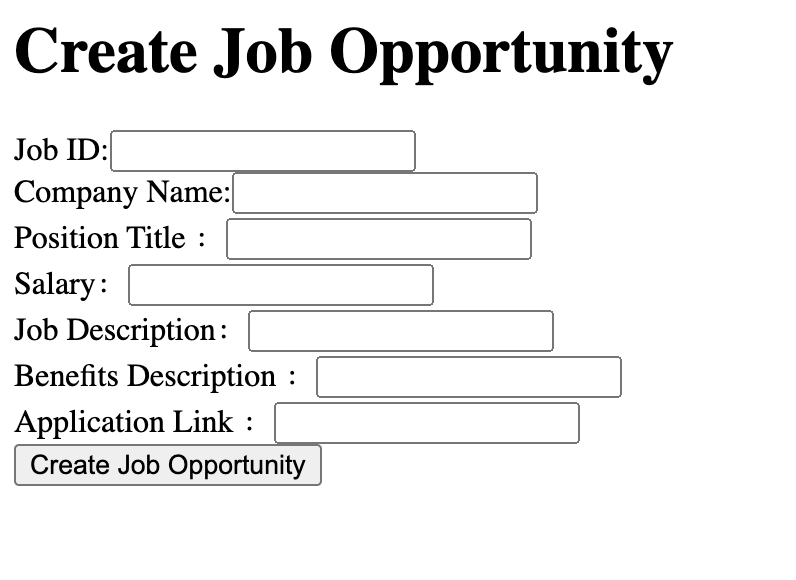 Create Job Opportunity
Job ID:
Company Name:
Position Title：
Salary：
Job Description：
Benefits Description：
Application Link：
Create Job Opportunity